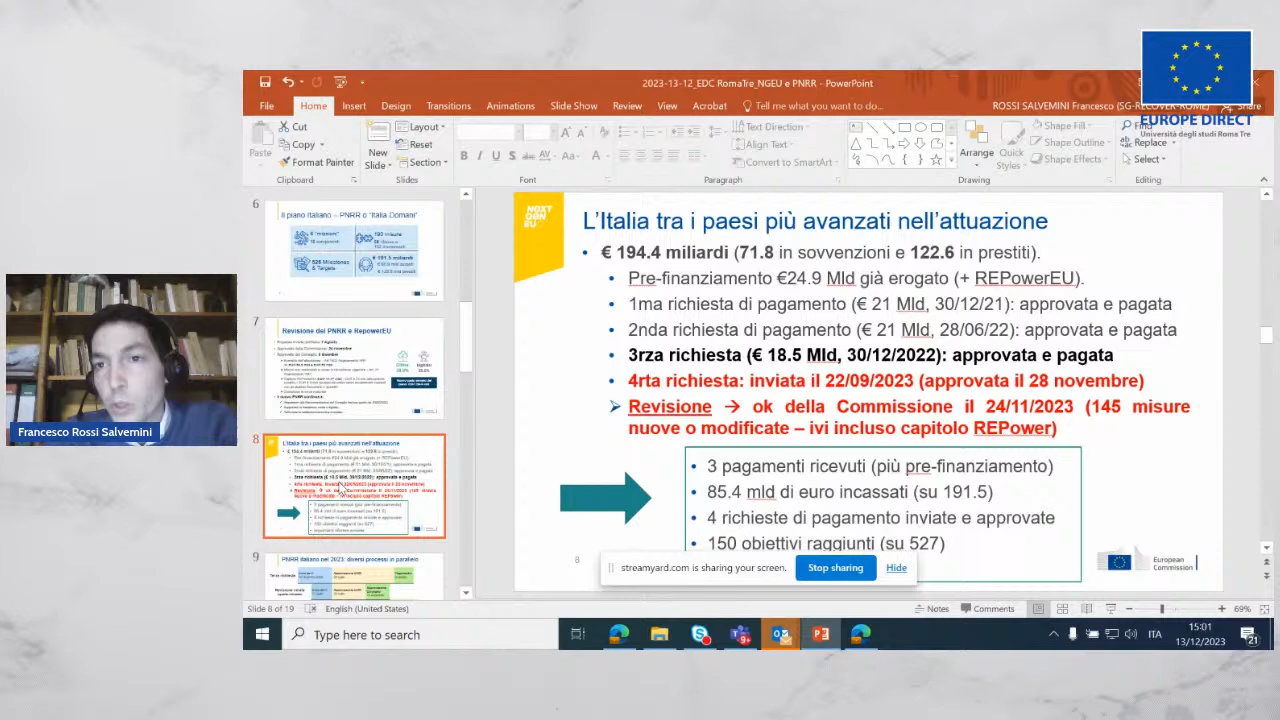 EUROPE DIRECT
Università degli studi Roma Tre
2023-13-12_EDC RomaTre_NGEU e PNRR - PowerPoint
File Home Insert Design Transitions Animations Slide Show Review View Acrobat Tell me what you want to do... ROSSI SALVEMINI Francesco (SG-RECOVER-ROME) Share
Cut
Copy
Format Painter
Paste
Clipboard
New
Slide
Layout
Reset
Section
Slides
Font
Text Direction
Align Text
Convert to SmartArt
Paragraph
Arrange
Quick
Styles
Shape Fill
Shape Outline
Shape Effects
Drawing
Find
Replace
Select
Editing
6
Il piano italiano – PNRR o "Italia Domani"
7
Revisione del PNRR e RepowerEU
8
L'Italia tra i paesi più avanzati nell'attuazione
9
PNRR italiano nel 2023: diversi processi in parallelo
L'Italia tra i paesi più avanzati nell'attuazione
• € 194.4 miliardi (71.8 in sovvenzioni e 122.6 in prestiti).
• Pre-finanziamento €24.9 Mld già erogato (+ REPowerEU).
• 1ma richiesta di pagamento (€ 21 Mld, 30/12/21): approvata e pagata
• 2nda richiesta di pagamento (€ 21 Mld, 28/06/22): approvata e pagata
• 3rza richiesta (€ 18.5 Mld, 30/12/2022): approvata e pagaa
• 4rta richiesta: inviata il 22/09/2023 (approvata il 28 novembre)
➢ Revisione → ok della Commissione il 24/11/2023 (145 misure
nuove o modificate – ivi incluso capitolo REPower)
• 3 pagamenti ricevuti (più pre-finanziamento)
• 85.4 mld euro incassati (su 191.5)
• 4 richieste di pagamento inviate e approvate
• 150 obiettivi raggiunti (su 527)
8
European
Commission
streamyard.com is sharing your screen.
Stop sharing
Hide
Francesco Rossi Salvemini
Slide 8 of 19 English (United States) Notes Comments 69%
Type here to search
ITA
15:01
13/12/2023
21